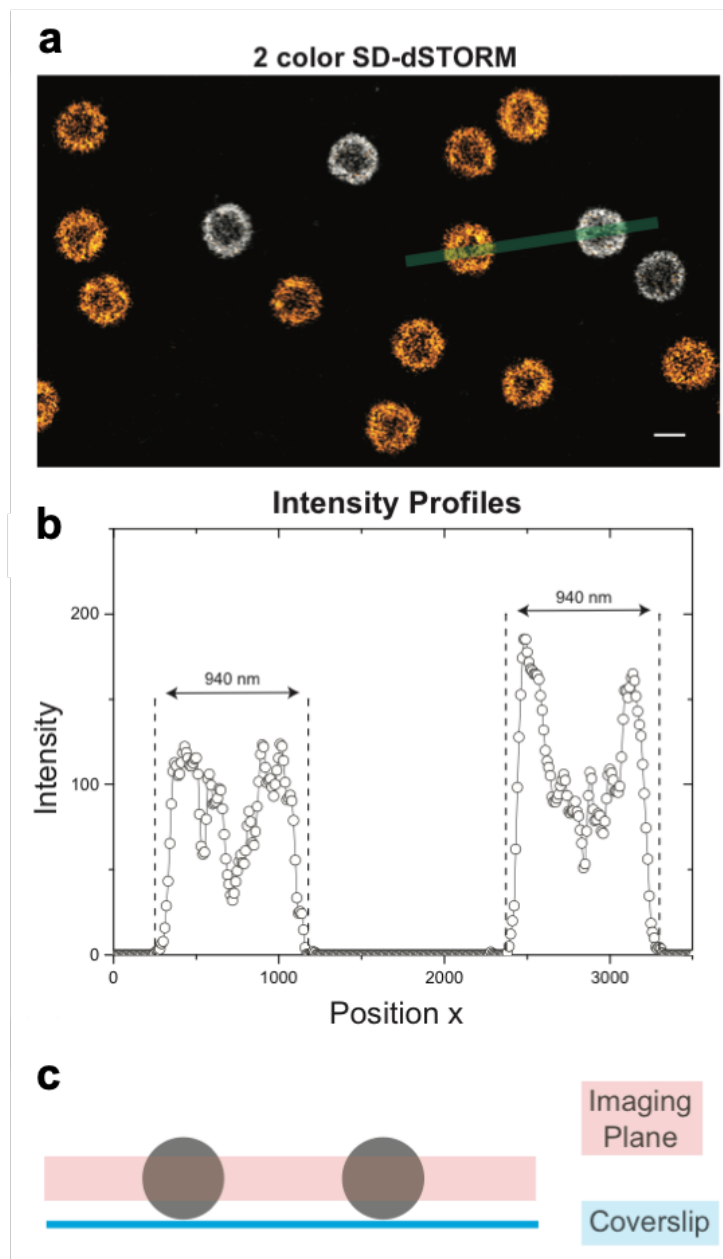 a
2 color SD-dSTORM
b
Intensity Profiles
200
100
0
940 nm
940 nm
Intensity
0
1000
2000
3000
Position x
c
Imaging
Plane
Coverslip